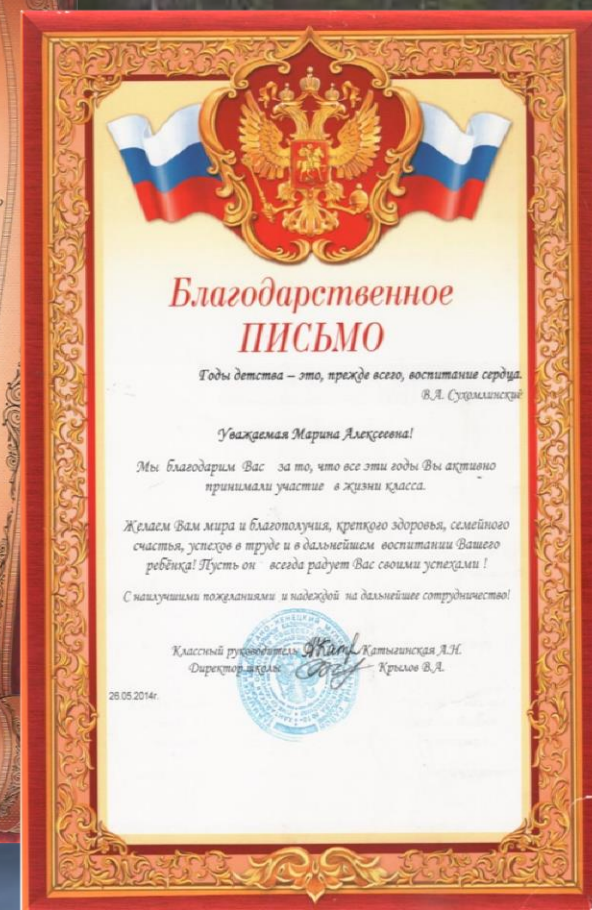 Благодарственное
ПИСЬМО
Годы детства – это, прежде всего, воспитание сердца.
В.А. Сухомлинский
Уважаемая Марина Алексеевна!
Мы благодарим Вас за то, что все эти годы Вы активно
принимали участие в жизни класса.
Желаем Вам мира и благополучия, крепкого здоровья, семейного
счастья, успехов в труде и в дальнейшем воспитании Вашего
ребёнка! Пусть он всегда радует Вас своими успехами !
С наилучшими пожеланиями и надеждой на дальнейшее сотрудничество!
Классный руководитель Катыгинская А.Н.
Директор школы Крылов В.А.
26.05.2014г.